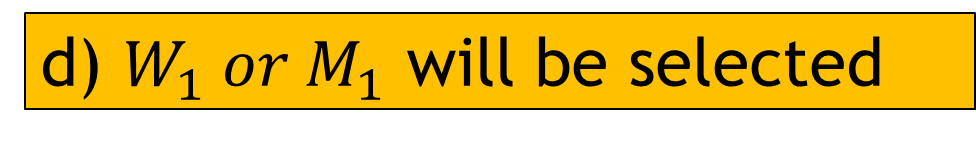 d) W₁ or M₁ will be selected